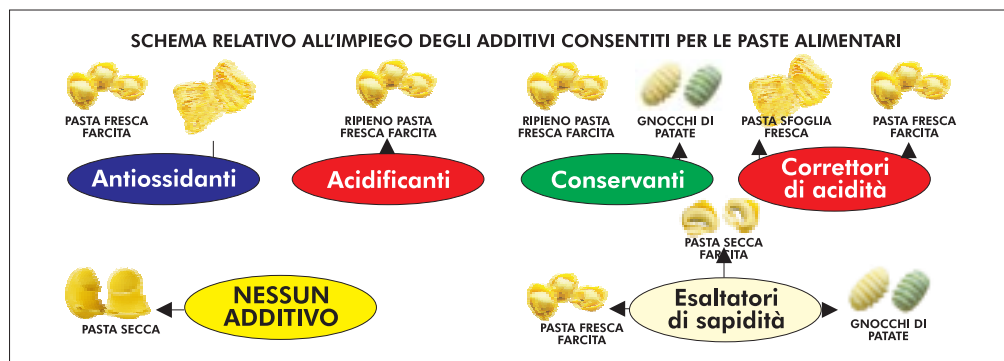 SCHEMA RELATIVO ALL'IMPIEGO DEGLI ADDITIVI CONSENTITI PER LE PASTE ALIMENTARI
PASTA FRESCA
FARCITA
Antiossidanti
RIPIENO PASTA
FRESCA FARCITA
Acidificanti
RIPIENO PASTA
FRESCA FARCITA
GNOCCHI DI
PATATE
Conservanti
PASTA SFOGLIA
FRESCA
PASTA FRESCA
FARCITA
Correttori
di acidità
PASTA SECCA
NESSUN
ADDITIVO
PASTA SECCA
FARCITA
PASTA FRESCA
FARCITA
Esaltatori
di sapidità
GNOCCHI DI
PATATE